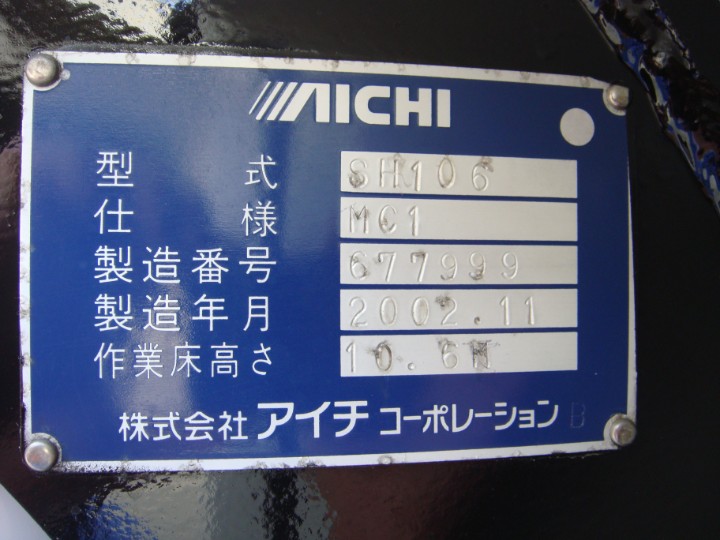 AICHI
型式 SH106
仕様 MC1
製造番号 677999
製造年月 2002.11
作業床高さ 10.6M
株式会社 アイチ コーポレーション B